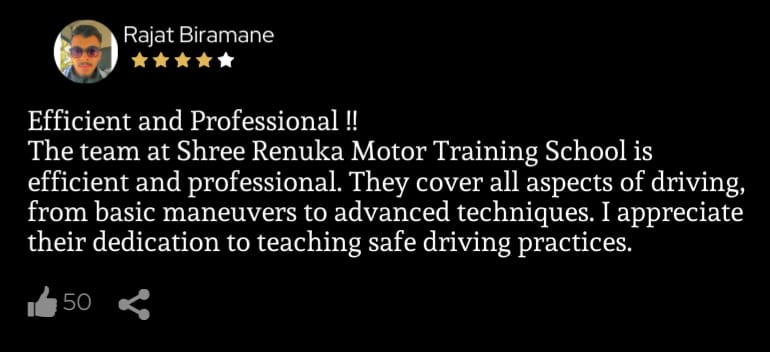 Rajat Biramane
Efficient and Professional !!
The team at Shree Renuka Motor Training School is
efficient and professional. They cover all aspects of driving,
from basic maneuvers to advanced techniques. I appreciate
their dedication to teaching safe driving practices.
50